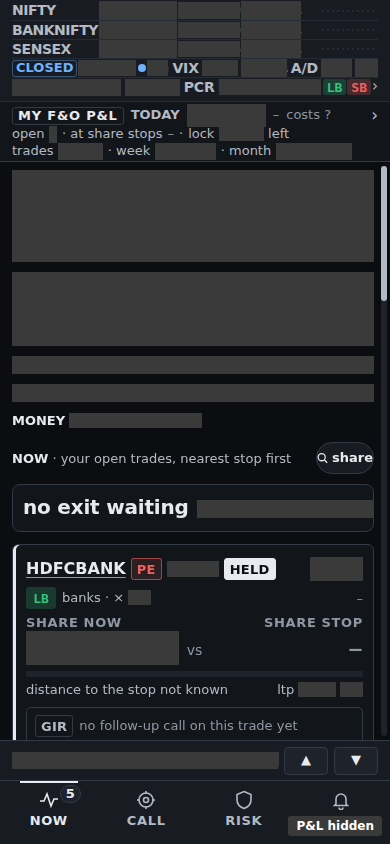 NIFTY
BANKNIFTY
SENSEX
CLOSED VIX A/D
PCR LB SB ›
MY F&O P&L TODAY – costs ? ›
open · at share stops – · lock left
trades · week · month
MONEY
NOW · your open trades, nearest stop first share
no exit waiting
HDFCBANK PE HELD
LB banks · × –
SHARE NOW SHARE STOP
vs —
distance to the stop not known ltp
GIR no follow-up call on this trade yet
▲ ▼
5
NOW CALL RISK
P&L hidden